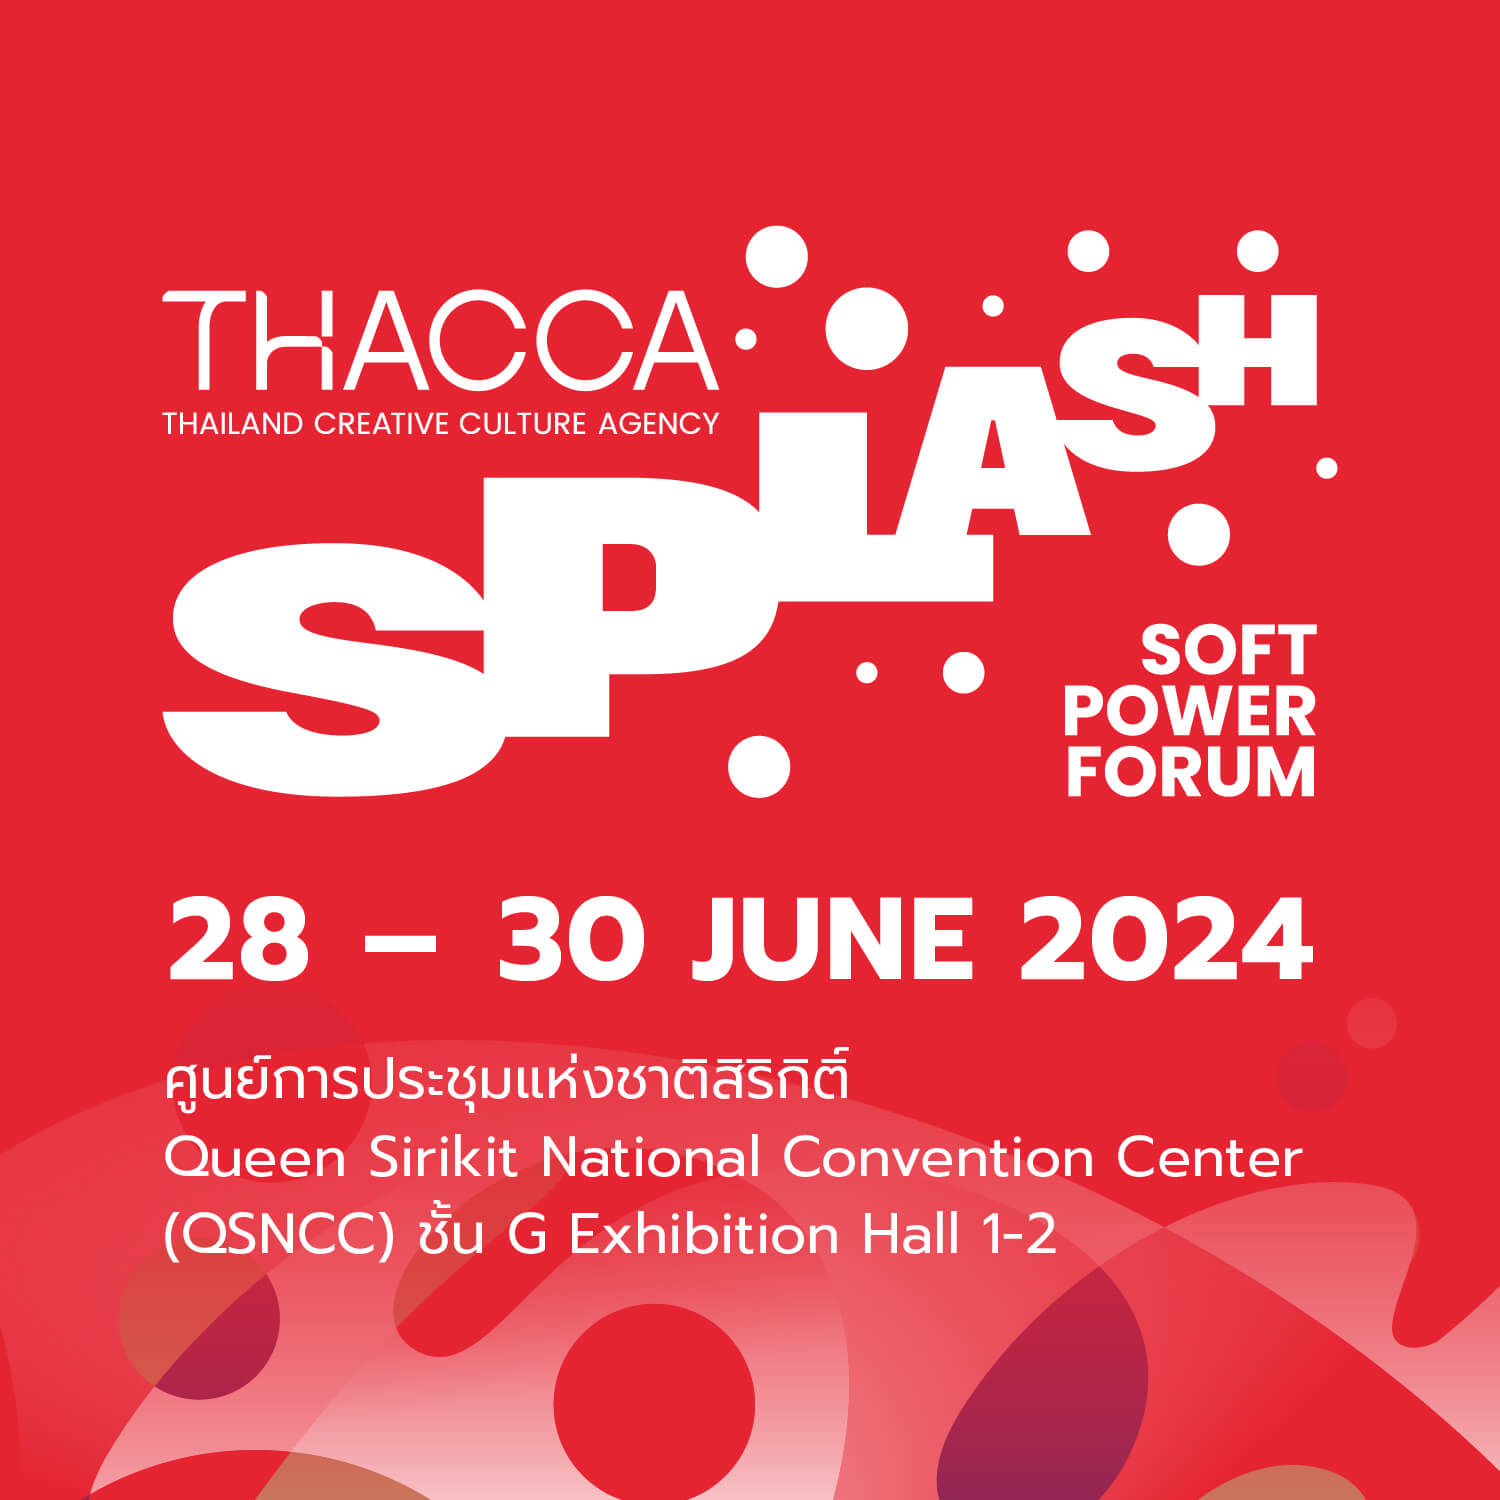 THACCA
THAILAND CREATIVE CULTURE AGENCY
SPLASH
SOFT
POWER
FORUM
28 – 30 JUNE 2024
ศูนย์การประชุมแห่งชาติสิริกิติ์
Queen Sirikit National Convention Center
(QSNCC) ชั้น G Exhibition Hall 1-2